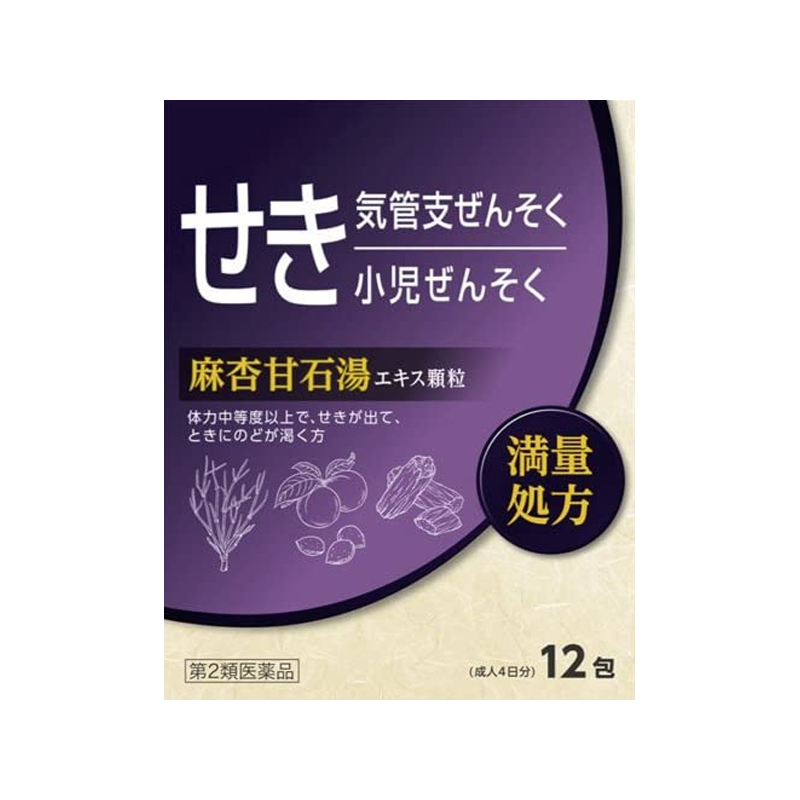 せき
気管支ぜんそく
小児ぜんそく
麻杏甘石湯エキス顆粒
体力中等度以上で、せきが出て、
ときにのどが渇く方
満量
処方
第2類医薬品
(成人4日分) 12包